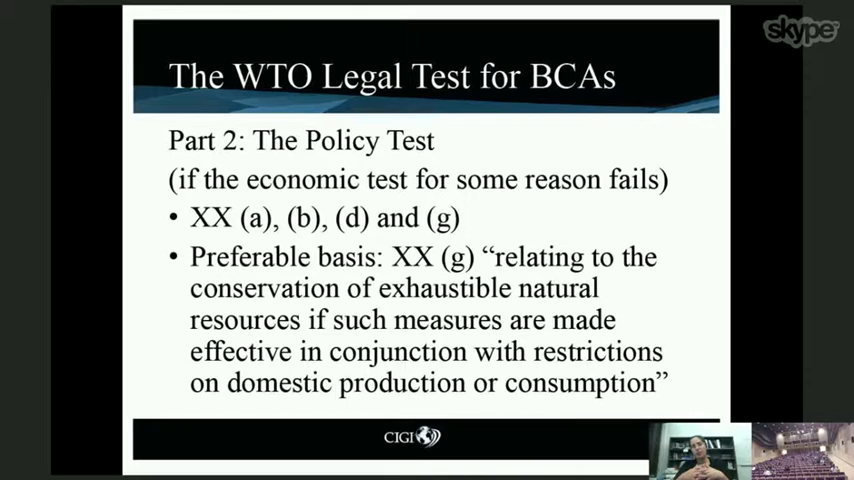 skype
The WTO Legal Test for BCAs
Part 2: The Policy Test
(if the economic test for some reason fails)
• XX (a), (b), (d) and (g)
• Preferable basis: XX (g) “relating to the
conservation of exhaustible natural
resources if such measures are made
effective in conjunction with restrictions
on domestic production or consumption”
CIGI